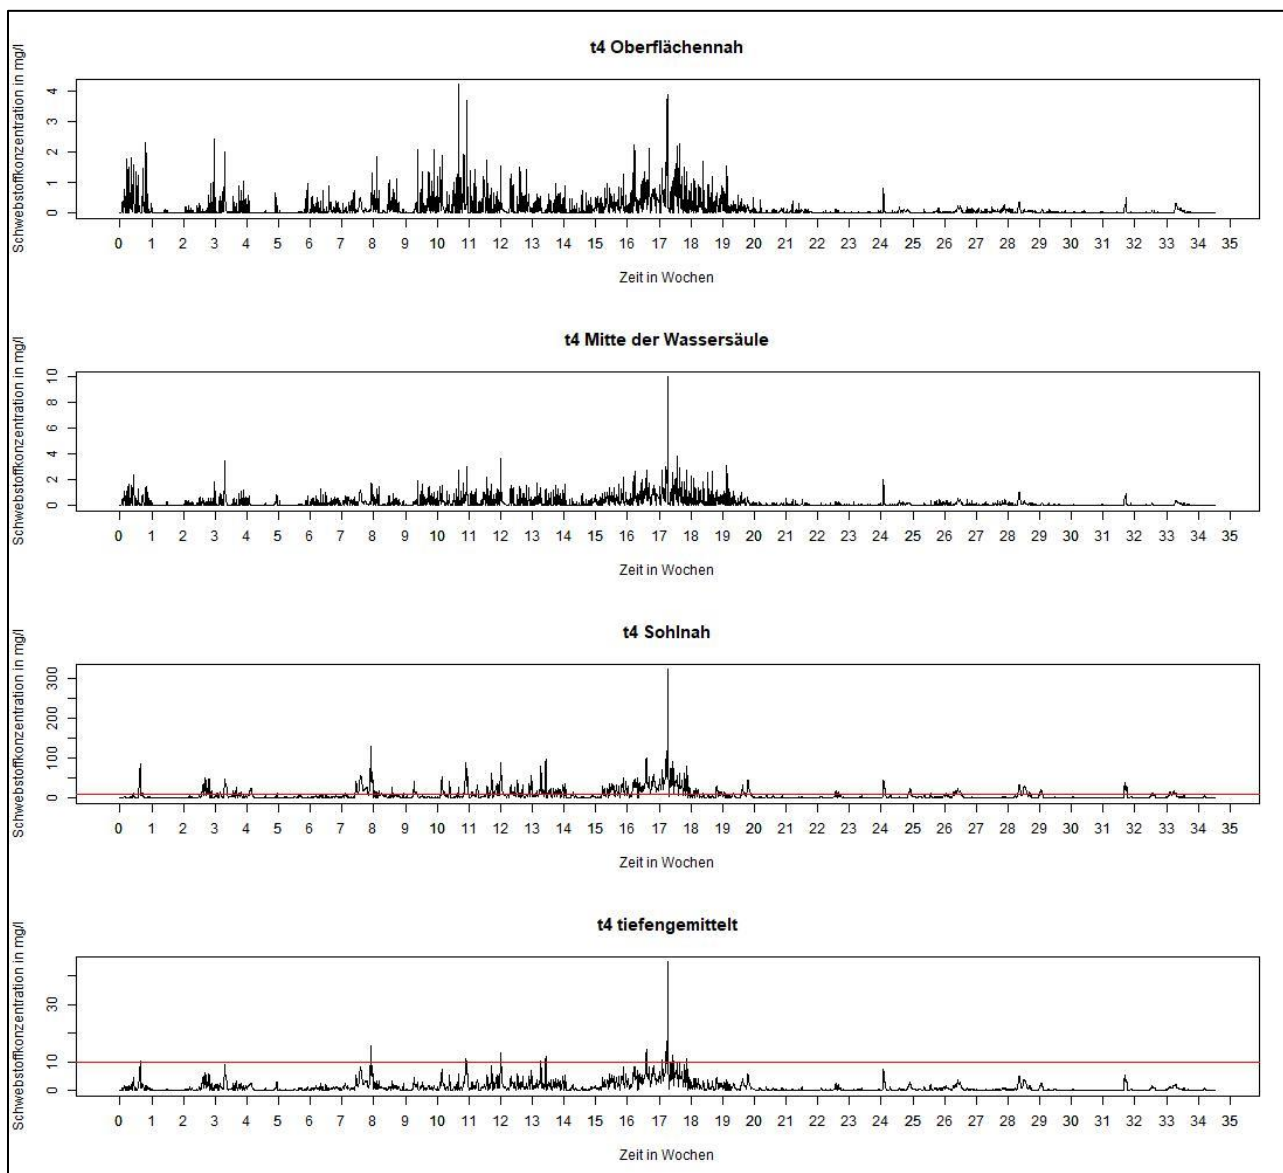 t4 Oberflächennah
Schwebstoffkonzentration in mg/l
4
3
2
1
0
0 1 2 3 4 5 6 7 8 9 10 11 12 13 14 15 16 17 18 19 20 21 22 23 24 25 26 27 28 29 30 31 32 33 34 35
Zeit in Wochen
t4 Mitte der Wassersäule
Schwebstoffkonzentration in mg/l
10
8
6
4
2
0
0 1 2 3 4 5 6 7 8 9 10 11 12 13 14 15 16 17 18 19 20 21 22 23 24 25 26 27 28 29 30 31 32 33 34 35
Zeit in Wochen
t4 Sohlnah
Schwebstoffkonzentration in mg/l
300
200
100
0
0 1 2 3 4 5 6 7 8 9 10 11 12 13 14 15 16 17 18 19 20 21 22 23 24 25 26 27 28 29 30 31 32 33 34 35
Zeit in Wochen
t4 tiefengemittelt
Schwebstoffkonzentration in mg/l
30
10
0
0 1 2 3 4 5 6 7 8 9 10 11 12 13 14 15 16 17 18 19 20 21 22 23 24 25 26 27 28 29 30 31 32 33 34 35
Zeit in Wochen